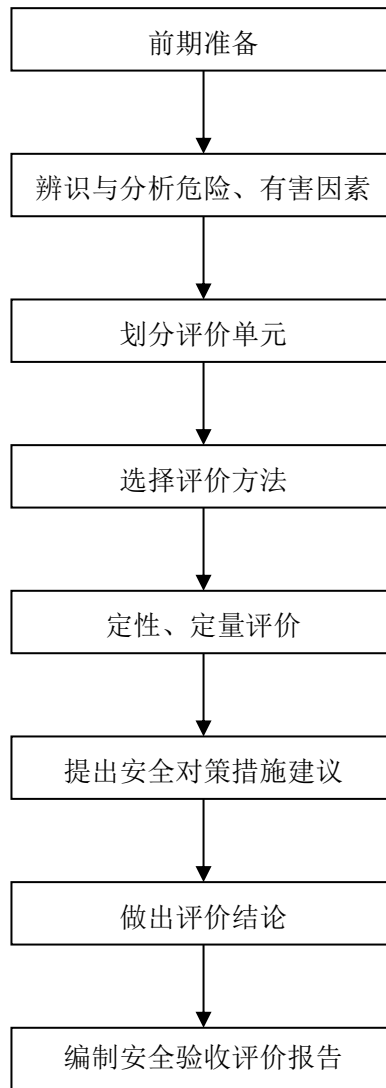 前期准备
辨识与分析危险、有害因素
划分评价单元
选择评价方法
定性、定量评价
提出安全对策措施建议
做出评价结论
编制安全验收评价报告